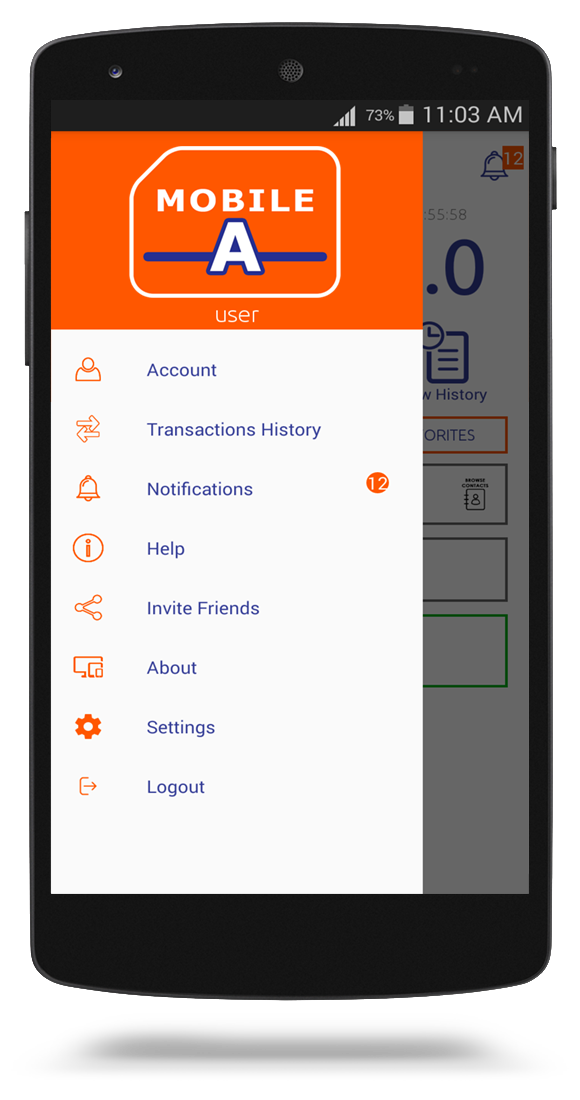 73% 11:03 AM
MOBILE
A
user
12
:55:58
.0
w History
ORITES
BROWSE
CONTACTS
Account
Transactions History
Notifications 12
Help
Invite Friends
About
Settings
Logout